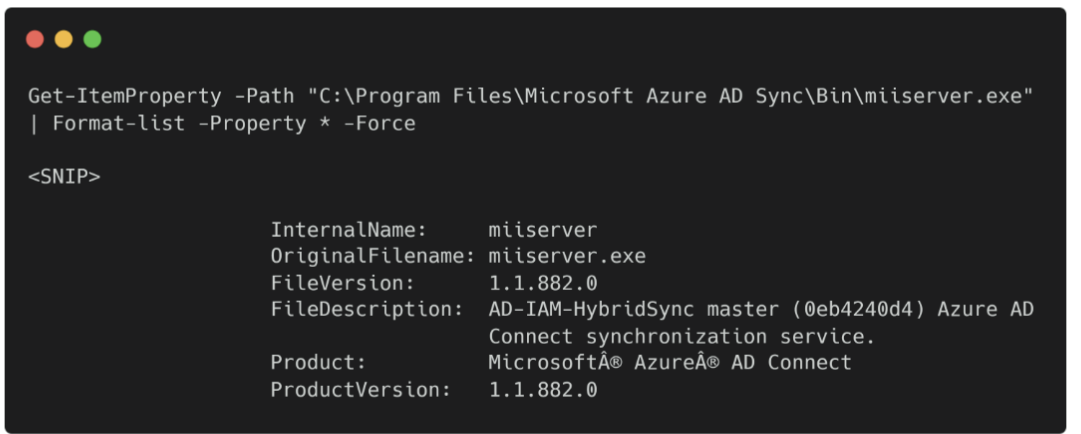 Get-ItemProperty -Path "C:\Program Files\Microsoft Azure AD Sync\Bin\miiserver.exe"
| Format-list -Property * -Force
<SNIP>
InternalName: miiserver
OriginalFilename: miiserver.exe
FileVersion: 1.1.882.0
FileDescription: AD-IAM-HybridSync master (0eb4240d4) Azure AD
Connect synchronization service.
Product: MicrosoftÂ® AzureÂ® AD Connect
ProductVersion: 1.1.882.0